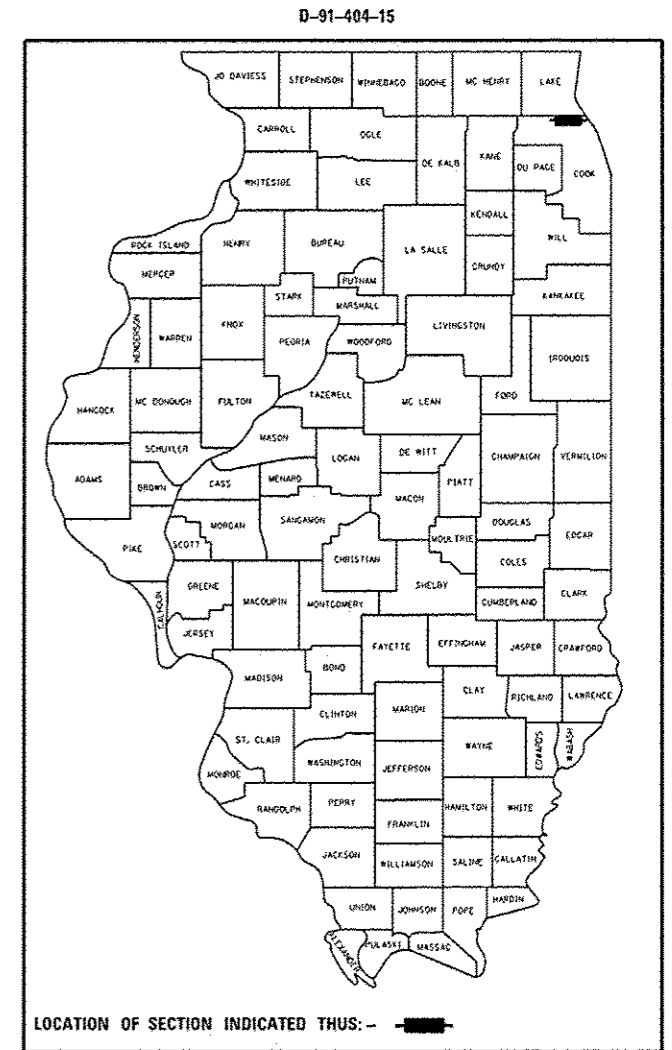 D-91-404-15
JO DAVIESS STEPHENSON WINNEBAGO BOONE MC HENRY LAKE
CARROLL OGLE
DE KALB KANE DU PAGE COOK
WHITESIDE LEE
KENDALL
WILL
ROCK ISLAND HENRY BUREAU LA SALLE
GRUNDY
MERCER PUTNAM
KANKAKEE
STARK MARSHALL
HENDERSON WARREN KNOX LIVINGSTON
PEORIA WOODFORD IROQUOIS
HANCOCK MC DONOUGH FULTON TAZEWELL MC LEAN FORD
MASON
SCHUYLER LOGAN DE WITT CHAMPAIGN VERMILION
ADAMS BROWN CASS MENARD PIATT
MACON
MORGAN SANGAMON DOUGLAS
PIKE SCOTT MOULTRIE EDGAR
CHRISTIAN COLES
GREENE SHELBY
CALHOUN MACOUPIN MONTGOMERY CUMBERLAND CLARK
JERSEY
FAYETTE EFFINGHAM JASPER CRAWFORD
BOND
MADISON CLAY
RICHLAND LAWRENCE
CLINTON MARION
ST. CLAIR WAYNE EDWARDS WABASH
WASHINGTON JEFFERSON
MONROE
RANDOLPH PERRY HAMILTON WHITE
FRANKLIN
JACKSON
WILLIAMSON SALINE GALLATIN
UNION JOHNSON POPE HARDIN
ALEXANDER PULASKI MASSAC
LOCATION OF SECTION INDICATED THUS: -